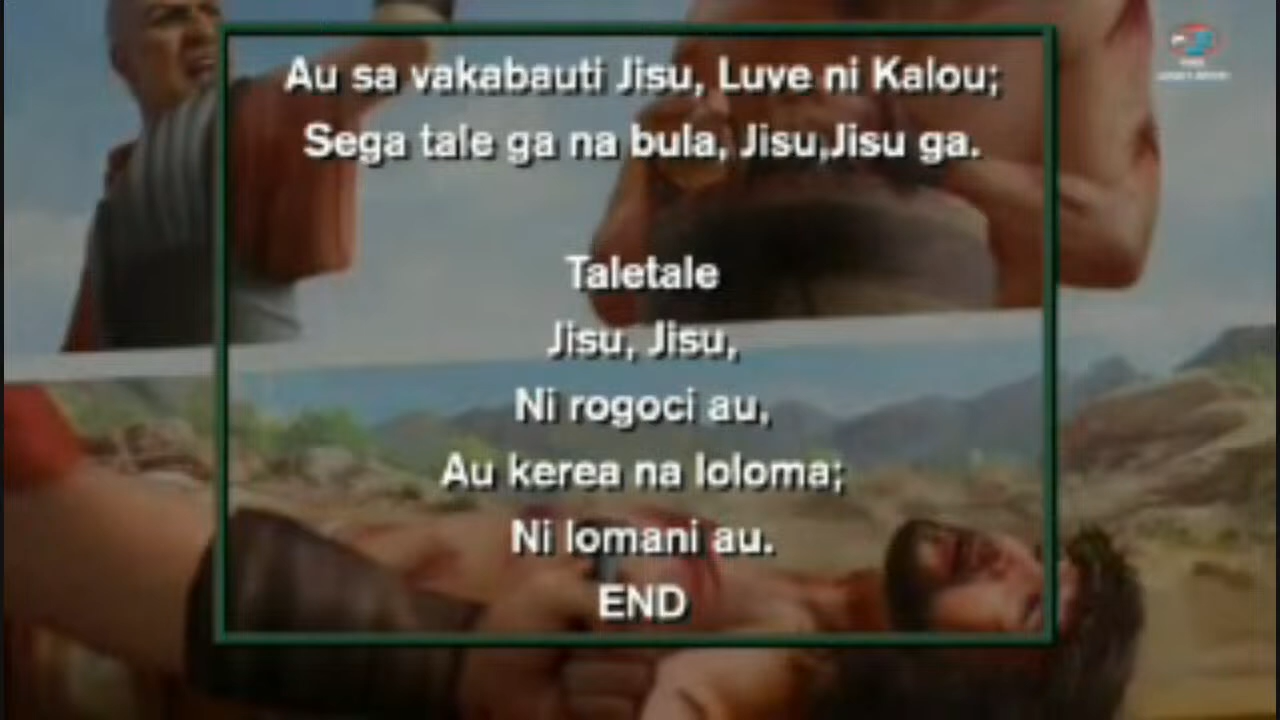 Au sa vakabauti Jisu, Luve ni Kalou;
Sega tale ga na bula, Jisu,Jisu ga.
Taletale
Jisu, Jisu,
Ni rogoci au,
Au kerea na loloma;
Ni lomani au.
END